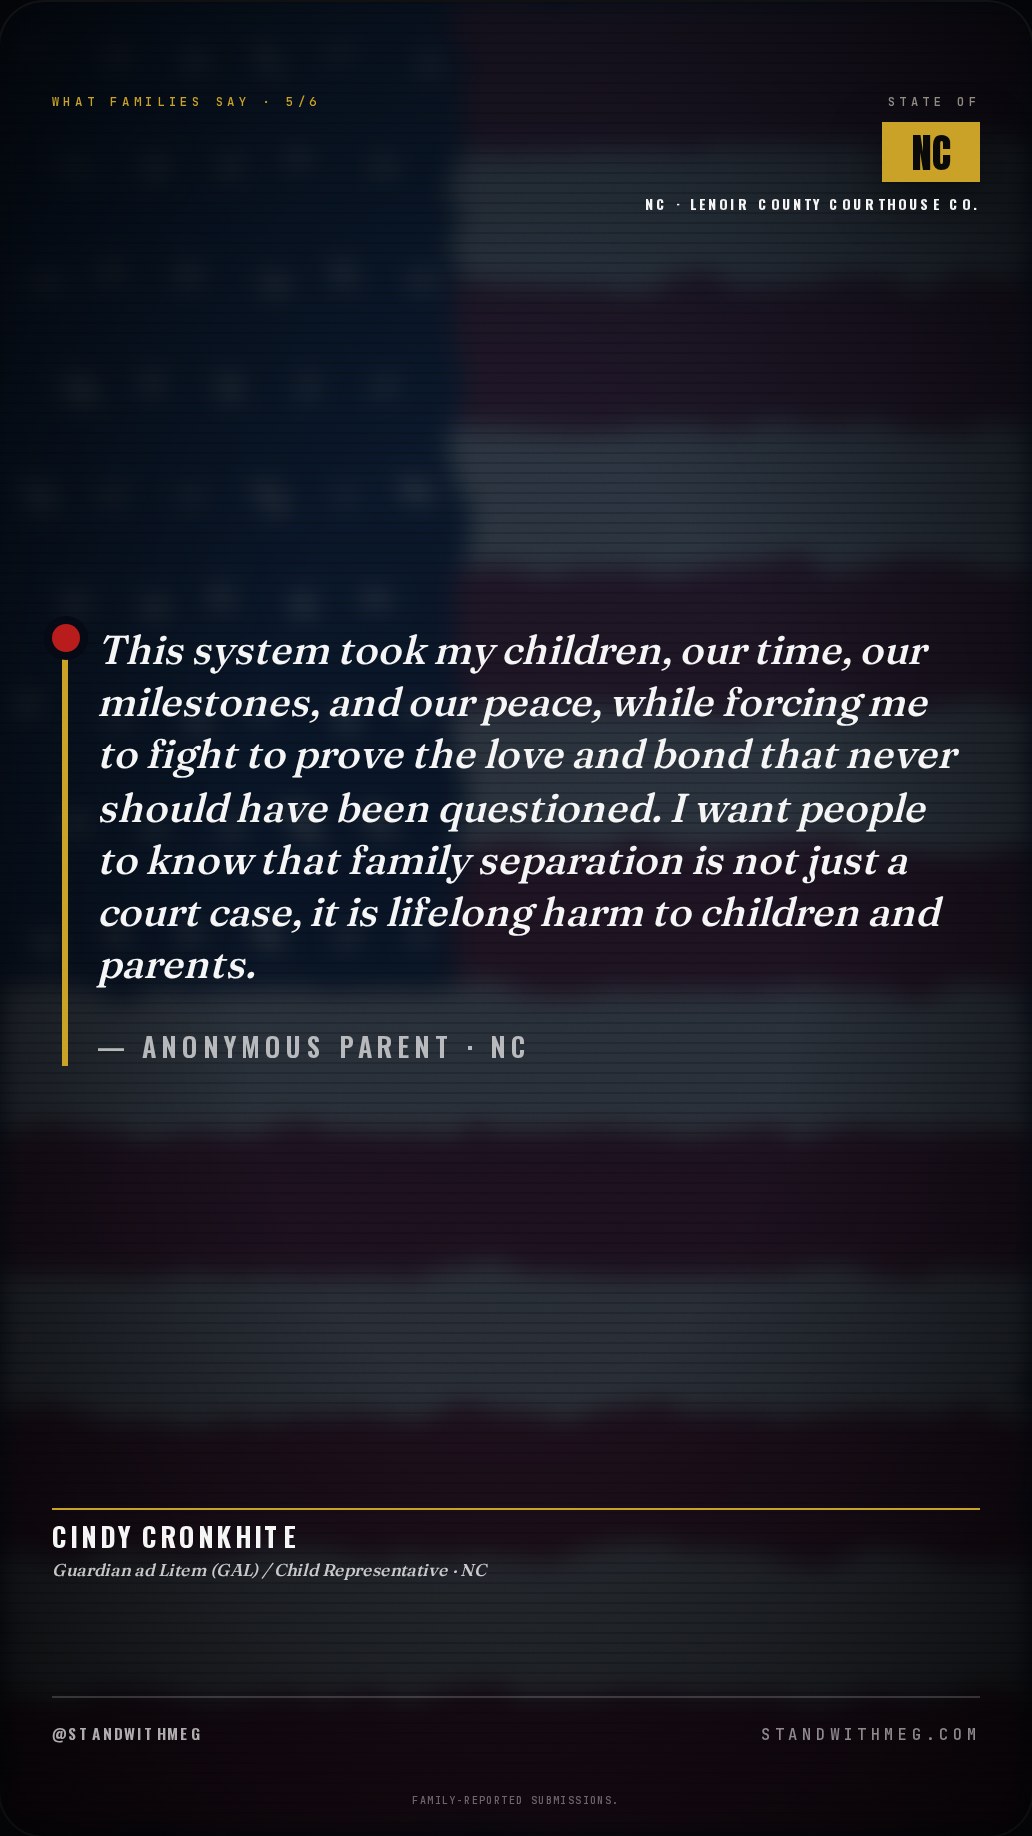 WHAT FAMILIES SAY · 5/6
STATE OF
NC
NC · LENOIR COUNTY COURTHOUSE CO.
This system took my children, our time, our
milestones, and our peace, while forcing me
to fight to prove the love and bond that never
should have been questioned. I want people
to know that family separation is not just a
court case, it is lifelong harm to children and
parents.
— ANONYMOUS PARENT · NC
CINDY CRONKHITE
Guardian ad Litem (GAL) / Child Representative · NC
@STANDWITHMEG
STANDWITHMEG.COM
FAMILY-REPORTED SUBMISSIONS.